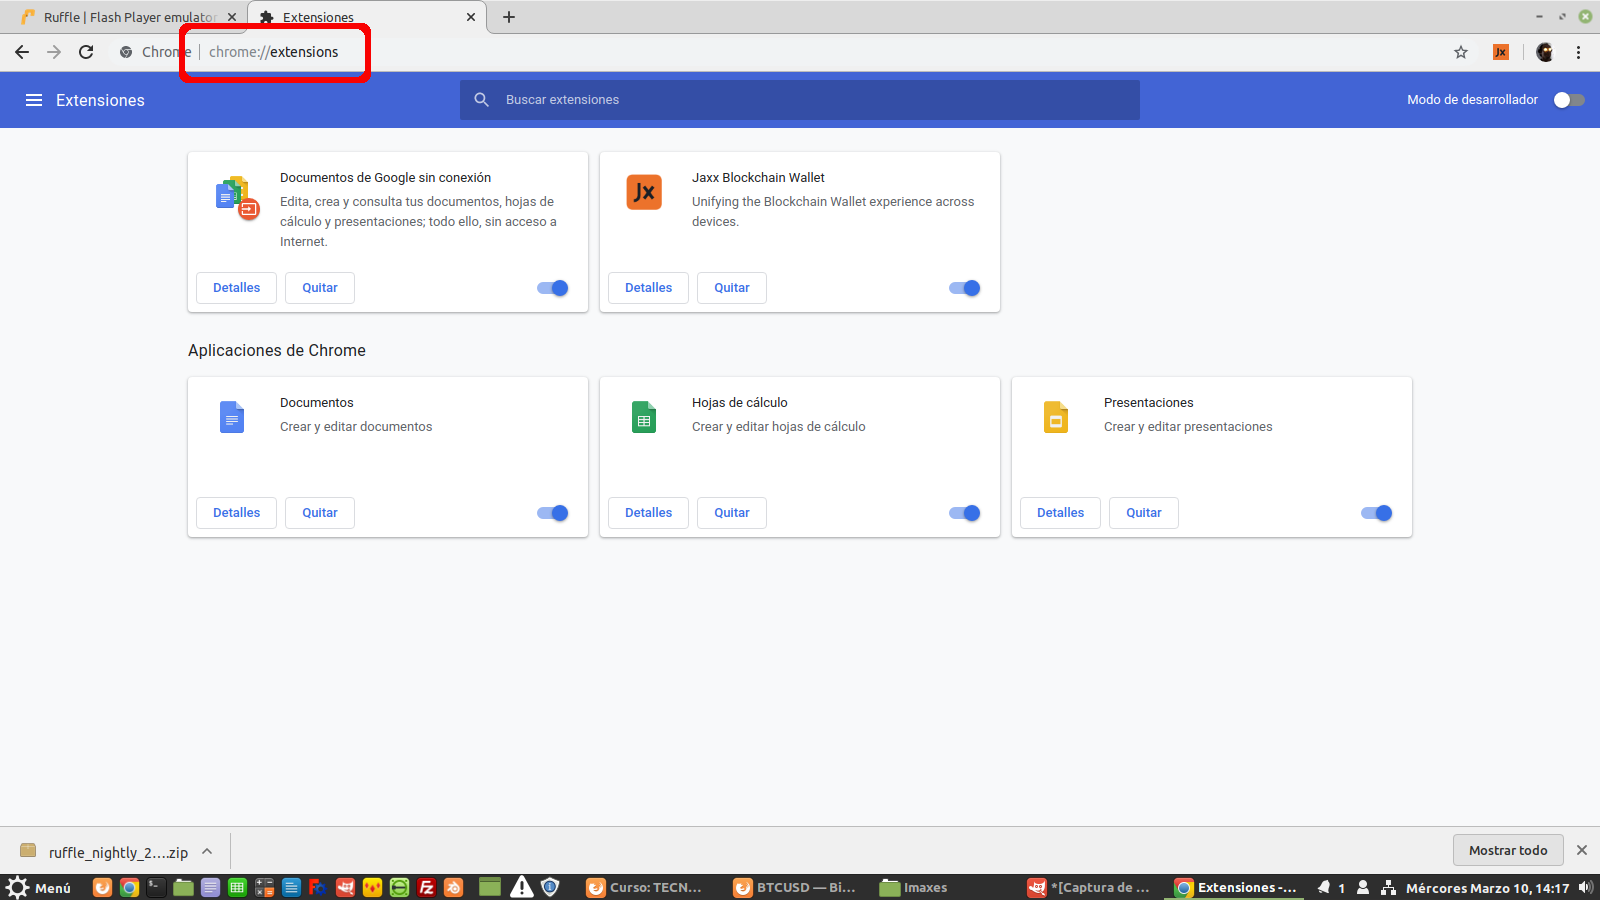 Ruffle | Flash Player emulator
Extensiones
Chrome | chrome://extensions
Jx
Extensiones
Buscar extensiones
Modo de desarrollador
Documentos de Google sin conexión
Edita, crea y consulta tus documentos, hojas de
cálculo y presentaciones; todo ello, sin acceso a
Internet.
Detalles
Quitar
Jx
Jaxx Blockchain Wallet
Unifying the Blockchain Wallet experience across
devices.
Detalles
Quitar
Aplicaciones de Chrome
Documentos
Crear y editar documentos
Detalles
Quitar
Hojas de cálculo
Crear y editar hojas de cálculo
Detalles
Quitar
Presentaciones
Crear y editar presentaciones
Detalles
Quitar
ruffle_nightly_2....zip
Mostrar todo
Menú
Fz
Curso: TECN...
BTCUSD — Bi...
Imaxes
*[Captura de ...
Extensiones -...
1
Mércores Marzo 10, 14:17